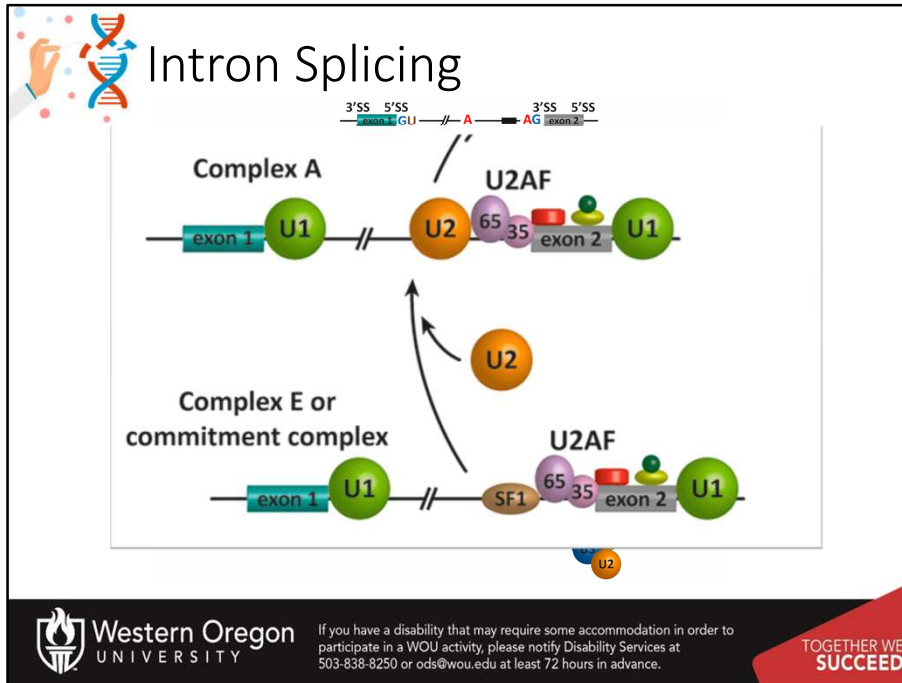 Intron Splicing
3'SS 5'SS 3'SS 5'SS
exon 1 GU A AG exon 2
Complex A
U2AF
exon 1 U1 U2 65 35 exon 2 U1
U2
Complex E or
commitment complex
U2AF
exon 1 U1 SF1 65 35 exon 2 U1
U2
Western Oregon
UNIVERSITY
If you have a disability that may require some accommodation in order to
participate in a WOU activity, please notify Disability Services at
503-838-8250 or ods@wou.edu at least 72 hours in advance.
TOGETHER WE
SUCCEED